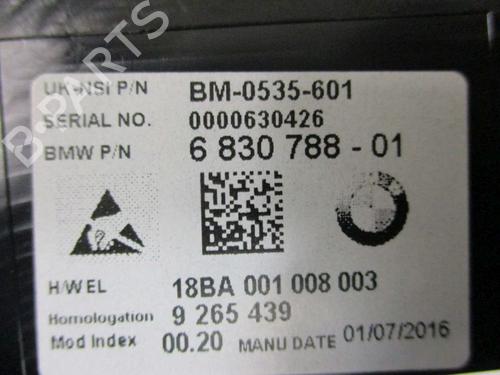 B-PARTS
UK-NSI P/N BM-0535-601
SERIAL NO. 0000630426
BMW P/N 6 830 788 - 01
H/W EL 18BA 001 008 003
Homologation 9 265 439
Mod Index 00.20 MANU DATE 01/07/2016